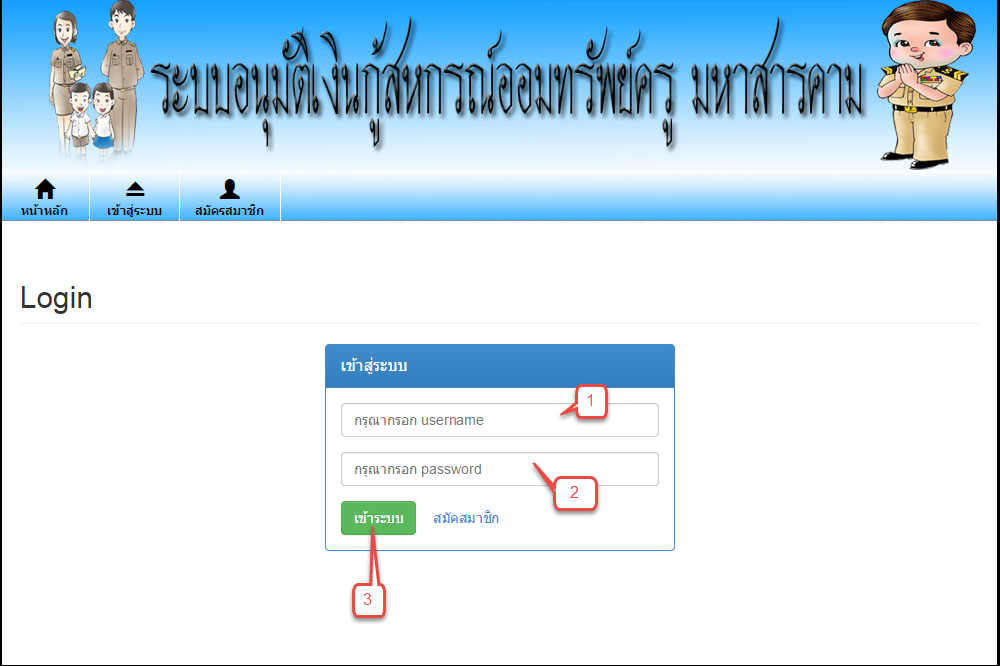 ระบบอนุมัติเงินกู้สหกรณ์ออมทรัพย์ครู มหาสารคาม
หน้าหลัก
เข้าสู่ระบบ
สมัครสมาชิก
Login
เข้าสู่ระบบ
กรุณากรอก username
1
กรุณากรอก password
2
เข้าระบบ
สมัคสมาชิก
3